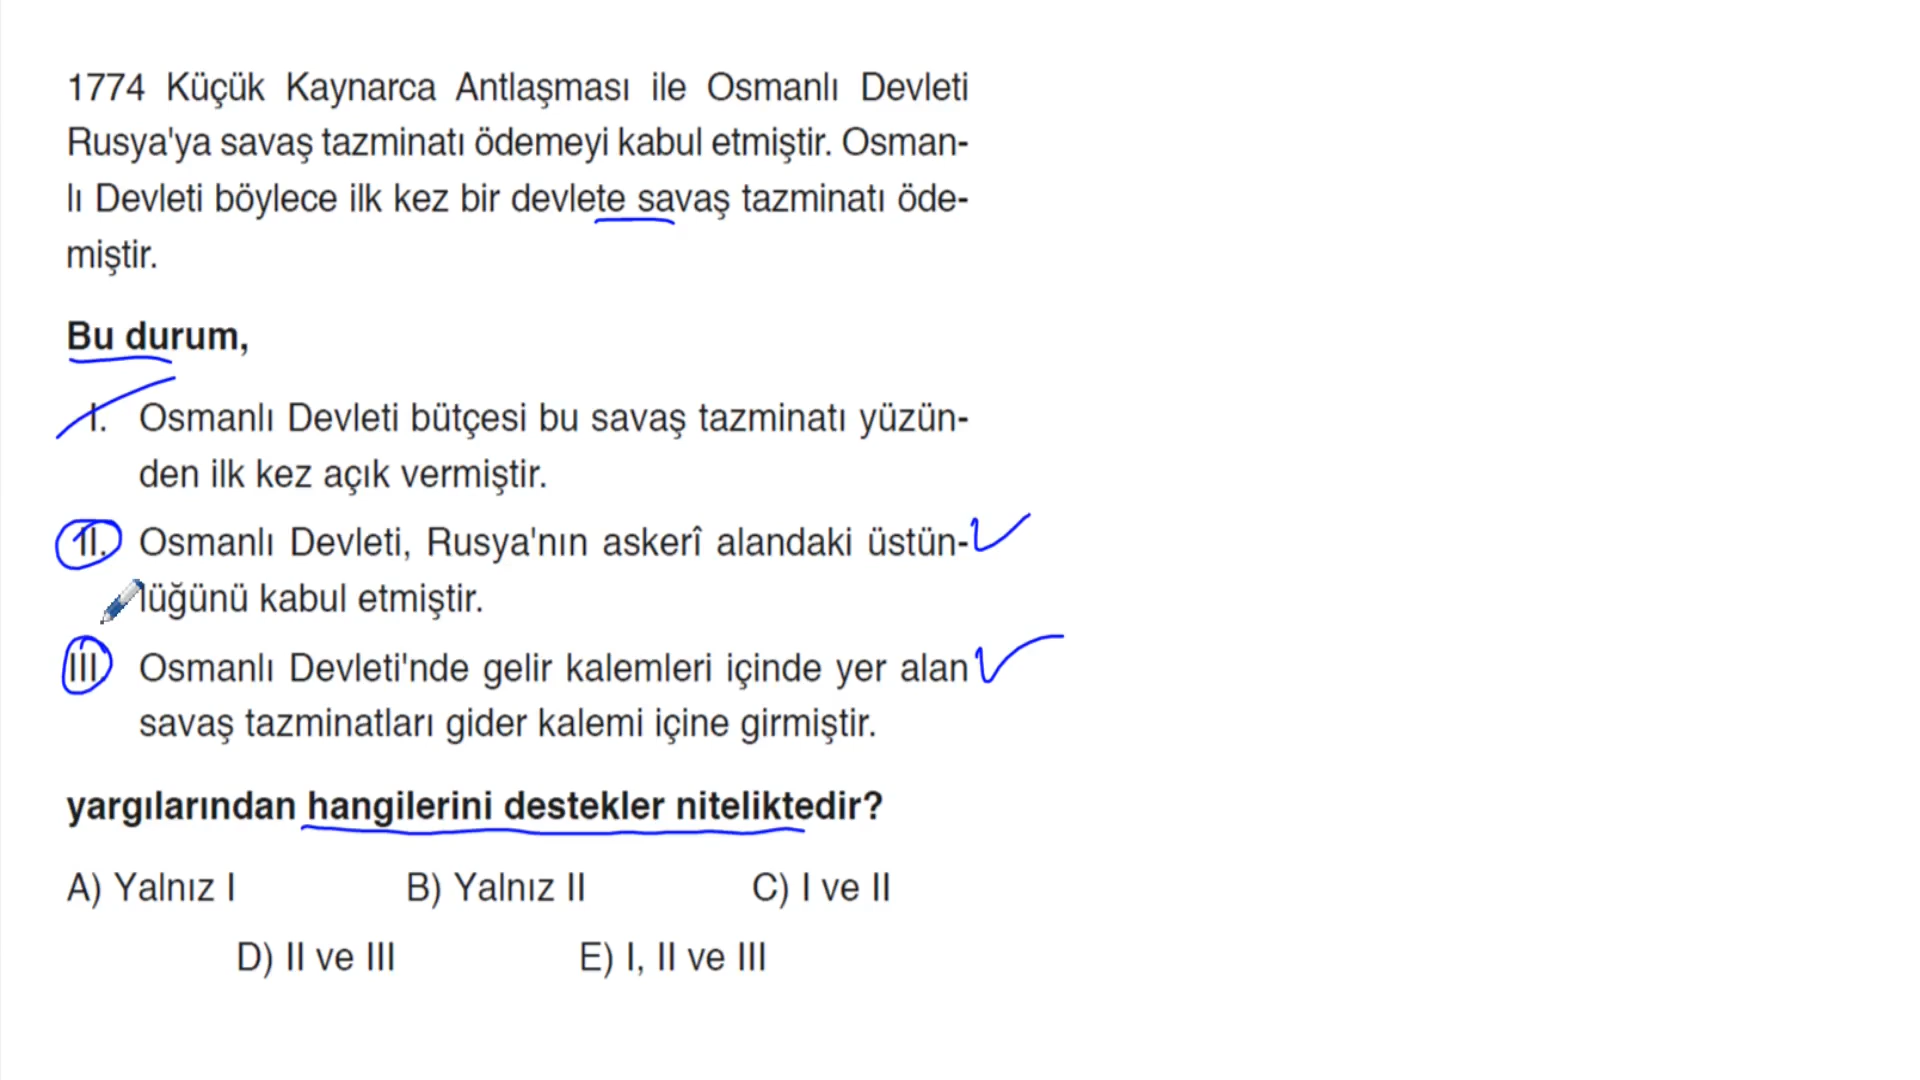 1774 Küçük Kaynarca Antlaşması ile Osmanlı Devleti
Rusya'ya savaş tazminatı ödemeyi kabul etmiştir. Osman-
lı Devleti böylece ilk kez bir devlete savaş tazminatı öde-
miştir.
Bu durum,
I. Osmanlı Devleti bütçesi bu savaş tazminatı yüzün-
den ilk kez açık vermiştir.
II. Osmanlı Devleti, Rusya'nın askerî alandaki üstün-
lüğünü kabul etmiştir.
III. Osmanlı Devleti'nde gelir kalemleri içinde yer alan
savaş tazminatları gider kalemi içine girmiştir.
yargılarından hangilerini destekler niteliktedir?
A) Yalnız I B) Yalnız II C) I ve II
D) II ve III E) I, II ve III